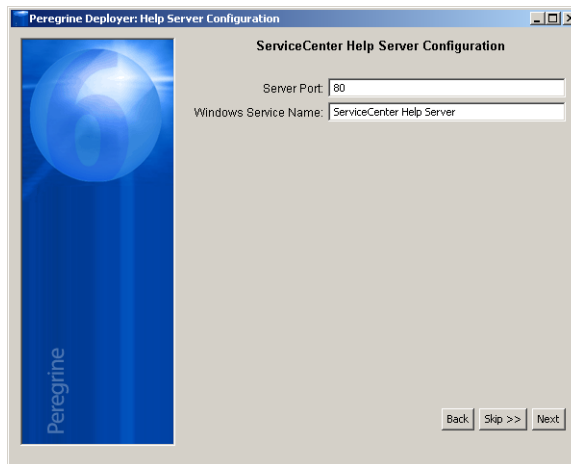 Peregrine Deployer: Help Server Configuration
ServiceCenter Help Server Configuration
Server Port: 80
Windows Service Name: ServiceCenter Help Server
6
Peregrine
Back Skip >> Next